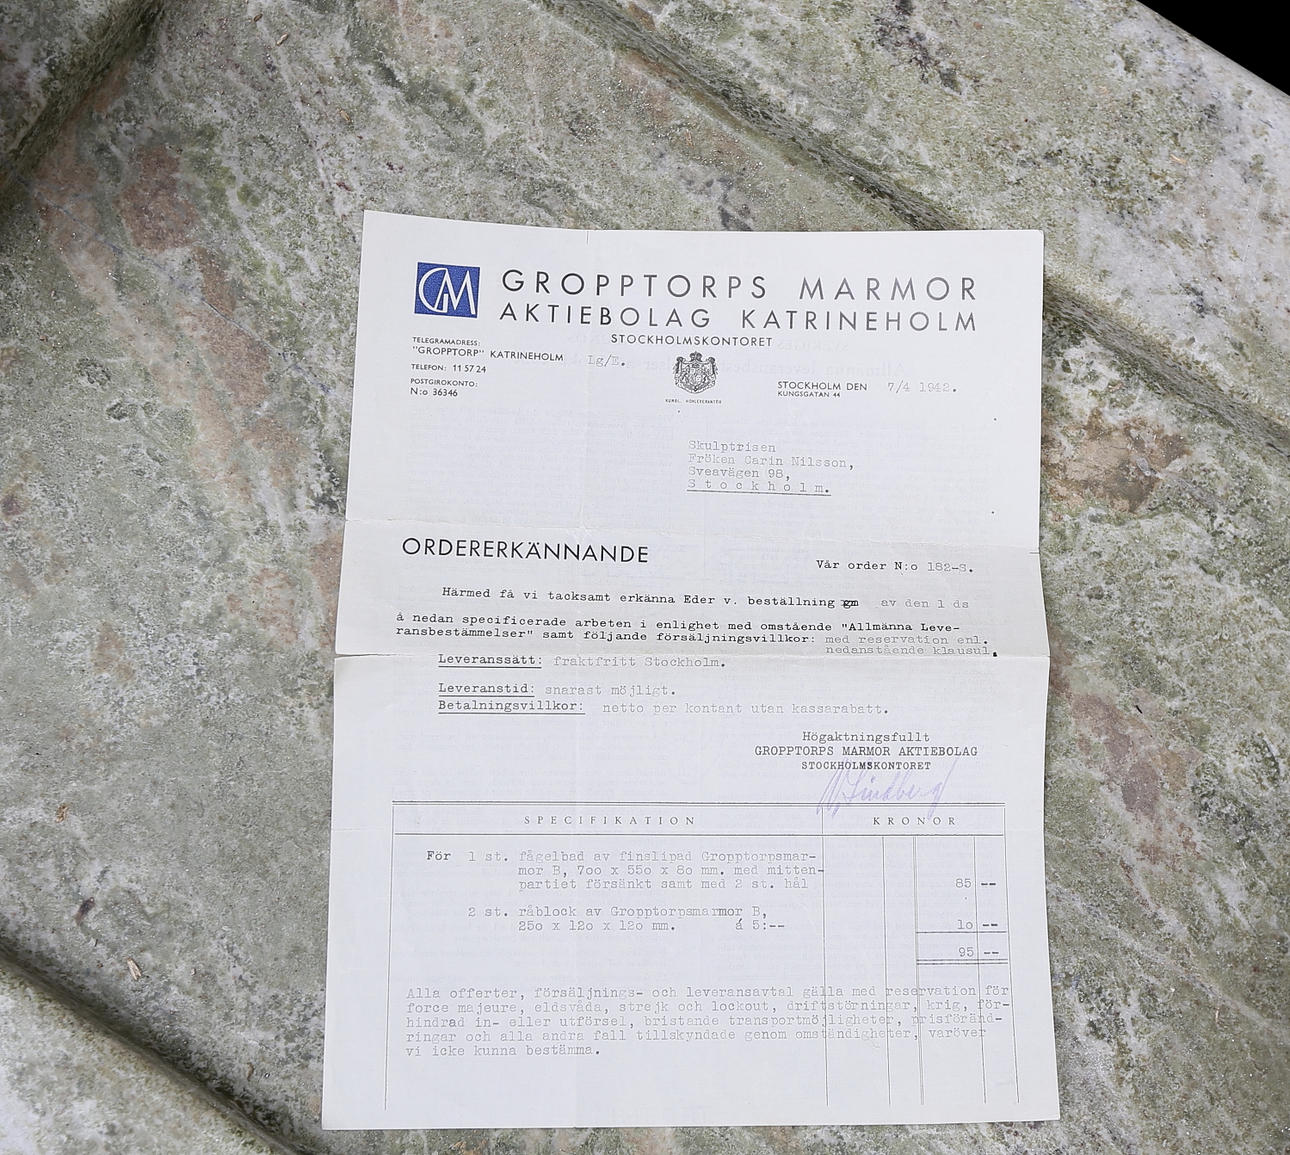 GM
GROPPTORPS MARMOR
AKTIEBOLAG KATRINEHOLM
STOCKHOLMSKONTORET
TELEGRAMADRESS:
"GROPPTORP" KATRINEHOLM Lg/E.
TELEFON: 11 57 24
POSTGIROKONTO:
N:o 36346
KUNGL. HOVLEVERANTÖR
STOCKHOLM DEN 7/4 1942.
KUNGSGATAN 44
Skulptrisen
Fröken Carin Nilsson,
Sveavägen 98,
S t o c k h o l m.
ORDERERKÄNNANDE
Vår order N:o 182-S.
Härmed få vi tacksamt erkänna Eder v. beställning av den 1 ds
å nedan specificerade arbeten i enlighet med omstående "Allmänna Leve-
ransbestämmelser" samt följande försäljningsvillkor: med reservation enl.
nedanstående klausul.
Leveranssätt: fraktfritt Stockholm.
Leveranstid: snarast möjligt.
Betalningsvillkor: netto per kontant utan kassarabatt.
Högaktningsfullt
GROPPTORPS MARMOR AKTIEBOLAG
STOCKHOLMSKONTORET
Lindberg
SPECIFIKATION KRONOR
För 1 st. fågelbad av finslipad Gropptorpsmar-
mor B, 7oo x 55o x 8o mm. med mitten-
partiet försänkt samt med 2 st. hål 85 --
2 st. råblock av Gropptorpsmarmor B,
25o x 12o x 12o mm. á 5:-- 1o --
95 --
Alla offerter, försäljnings- och leveransavtal gälla med reservation för
force majeure, eldsvåda, strejk och lockout, driftstörningar, krig, för-
hindrad in- eller utförsel, bristande transportmöjligheter, prisföränd-
ringar och alla andra fall tillskyndade genom omständigheter, varöver
vi icke kunna bestämma.